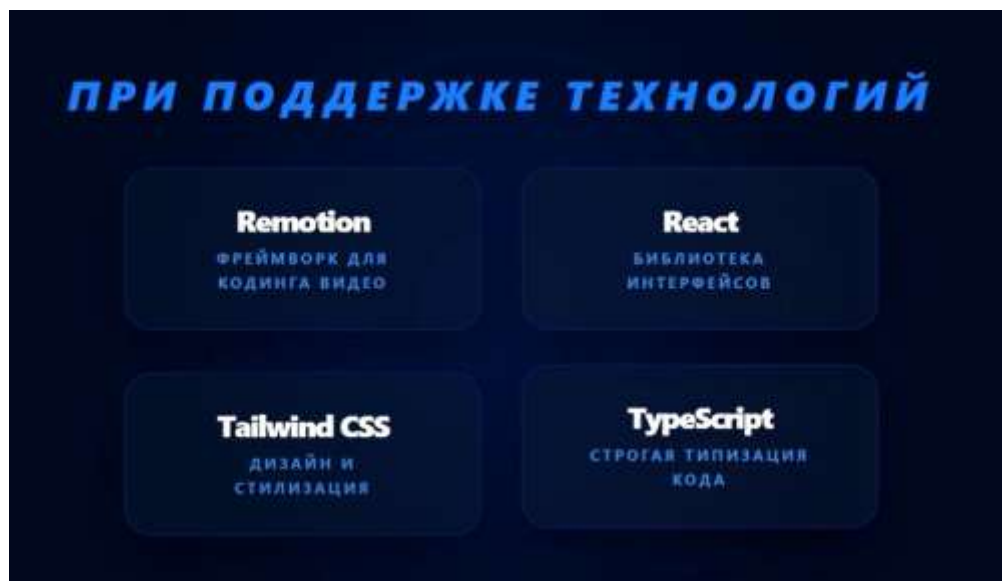 ПРИ ПОДДЕРЖКЕ ТЕХНОЛОГИЙ
Remotion
ФРЕЙМВОРК ДЛЯ
КОДИНГА ВИДЕО
React
БИБЛИОТЕКА
ИНТЕРФЕЙСОВ
Tailwind CSS
ДИЗАЙН И
СТИЛИЗАЦИЯ
TypeScript
СТРОГАЯ ТИПИЗАЦИЯ
КОДА